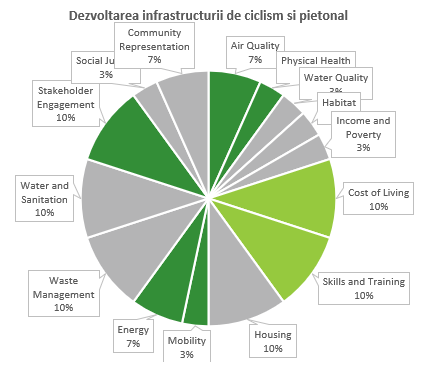 Dezvoltarea infrastructurii de ciclism si pietonal
Community
Representation
7%
Air Quality
7%
Physical Health
Water Quality
3%
Habitat
Income and
Poverty
3%
Cost of Living
10%
Skills and Training
10%
Housing
10%
Mobility
3%
Energy
7%
Waste
Management
10%
Water and
Sanitation
10%
Stakeholder
Engagement
10%
Social Ju
3%